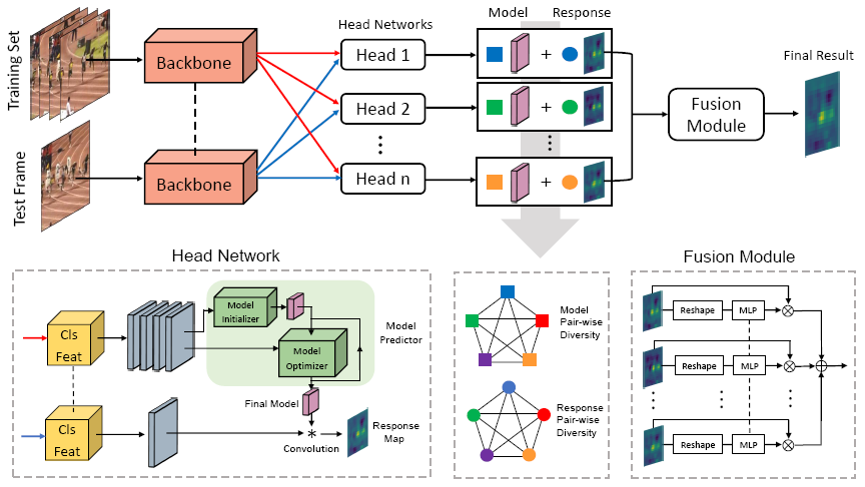 Training Set
Test Frame
Backbone
Backbone
Head Networks
Head 1
Head 2
Head n
Model
Response
+
+
+
Fusion
Module
Final Result
Head Network
Cls
Feat
Cls
Feat
Model
Initializer
Model
Optimizer
Model
Predictor
Final Model
*
Convolution
Response
Map
Model
Pair-wise
Diversity
Response
Pair-wise
Diversity
Fusion Module
Reshape
MLP
Reshape
MLP
Reshape
MLP